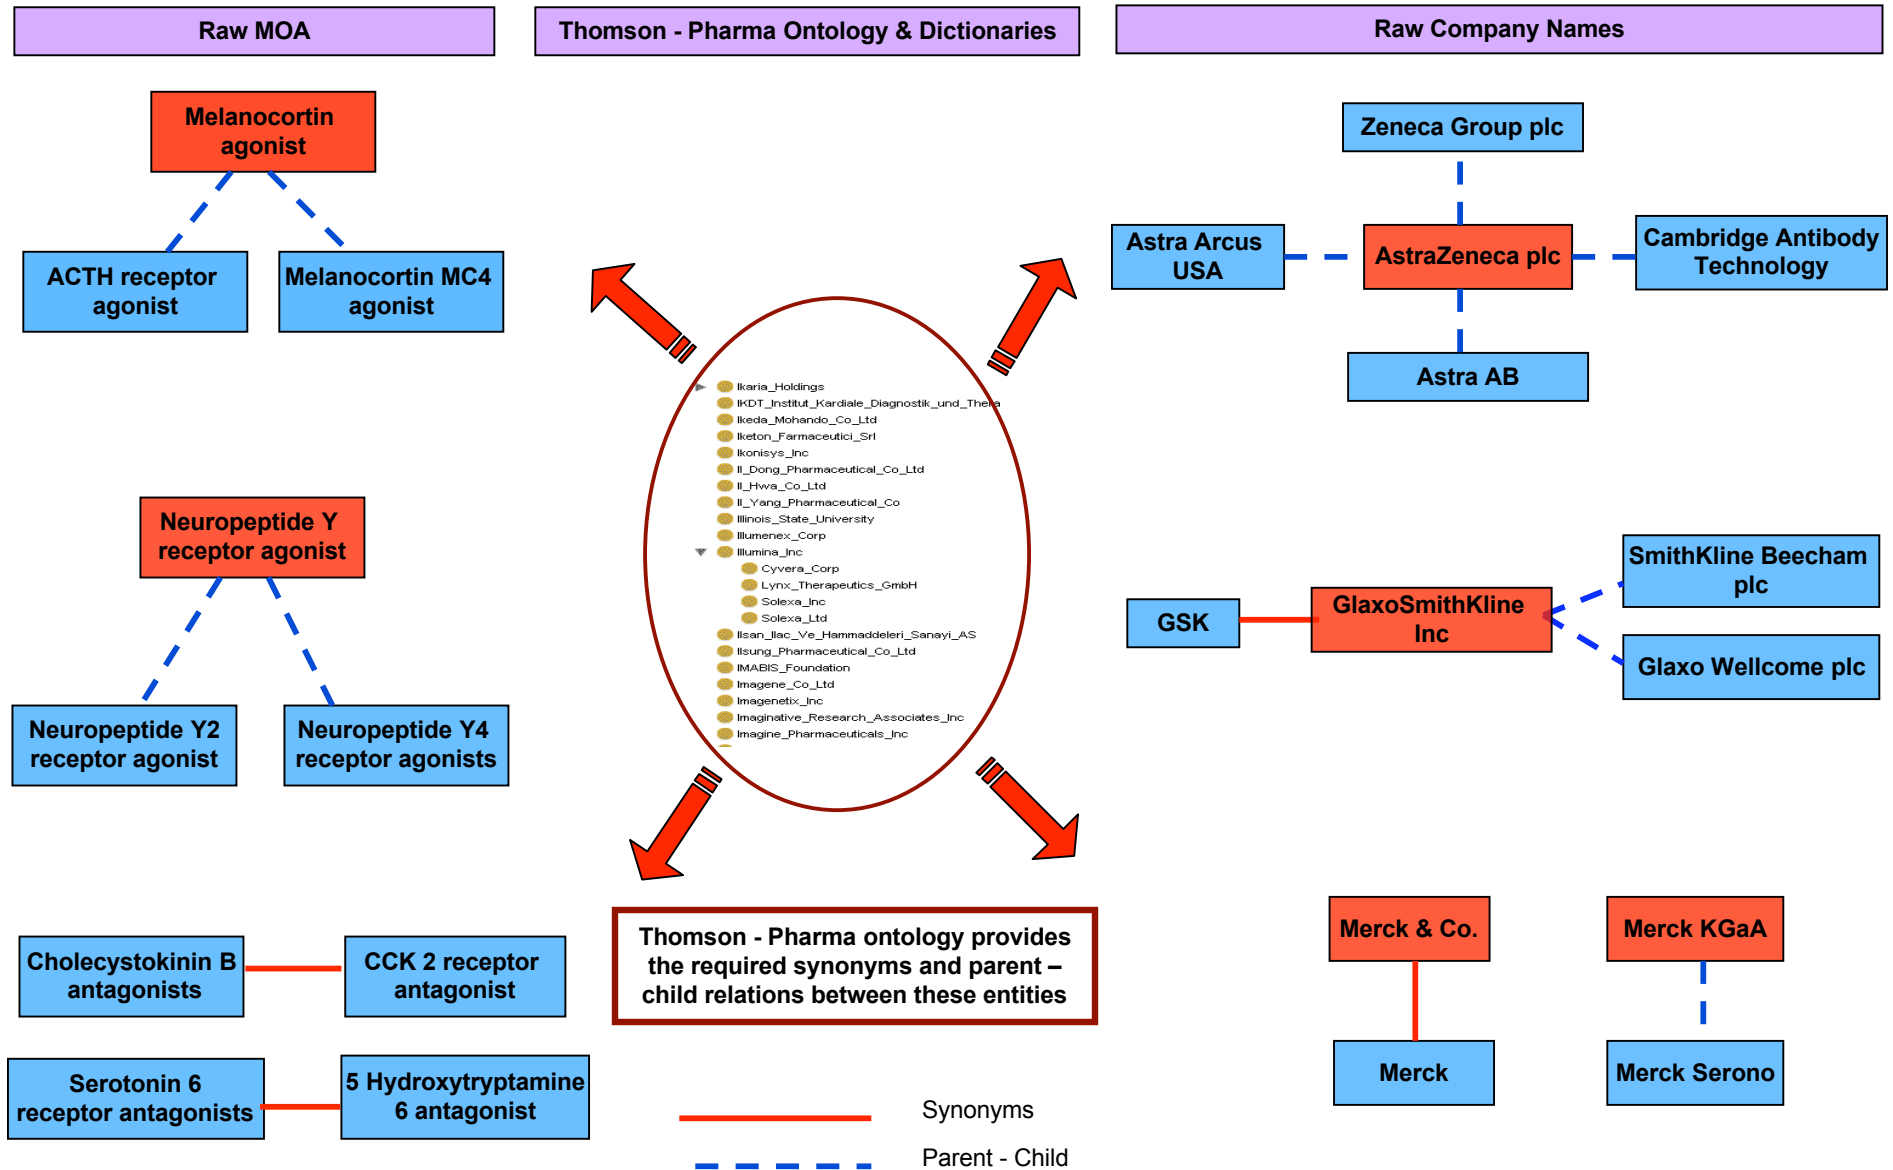 Raw MOA
Thomson - Pharma Ontology & Dictionaries
Raw Company Names
Melanocortin
agonist
ACTH receptor
agonist
Melanocortin MC4
agonist
Neuropeptide Y
receptor agonist
Neuropeptide Y2
receptor agonist
Neuropeptide Y4
receptor agonists
Cholecystokinin B
antagonists
CCK 2 receptor
antagonist
Serotonin 6
receptor antagonists
5 Hydroxytryptamine
6 antagonist
Ikaria_Holdings
IKDT_Institut_Kardiale_Diagnostik_und_Thera
Ikeda_Mohando_Co_Ltd
Iketon_Farmaceutici_Srl
Ikonisys_Inc
Il_Dong_Pharmaceutical_Co_Ltd
Il_Hwa_Co_Ltd
Il_Yang_Pharmaceutical_Co
Illinois_State_University
Illumenex_Corp
Illumina_Inc
Cyvera_Corp
Lynx_Therapeutics_GmbH
Solexa_Inc
Solexa_Ltd
Ilsan_Ilac_Ve_Hammaddeleri_Sanayi_AS
Ilsung_Pharmaceutical_Co_Ltd
IMABIS_Foundation
Imagene_Co_Ltd
Imagenetix_Inc
Imaginative_Research_Associates_Inc
Imagine_Pharmaceuticals_Inc
Thomson - Pharma ontology provides
the required synonyms and parent –
child relations between these entities
Synonyms
Parent - Child
Zeneca Group plc
Astra Arcus
USA
AstraZeneca plc
Cambridge Antibody
Technology
Astra AB
GSK
GlaxoSmithKline
Inc
SmithKline Beecham
plc
Glaxo Wellcome plc
Merck & Co.
Merck KGaA
Merck
Merck Serono